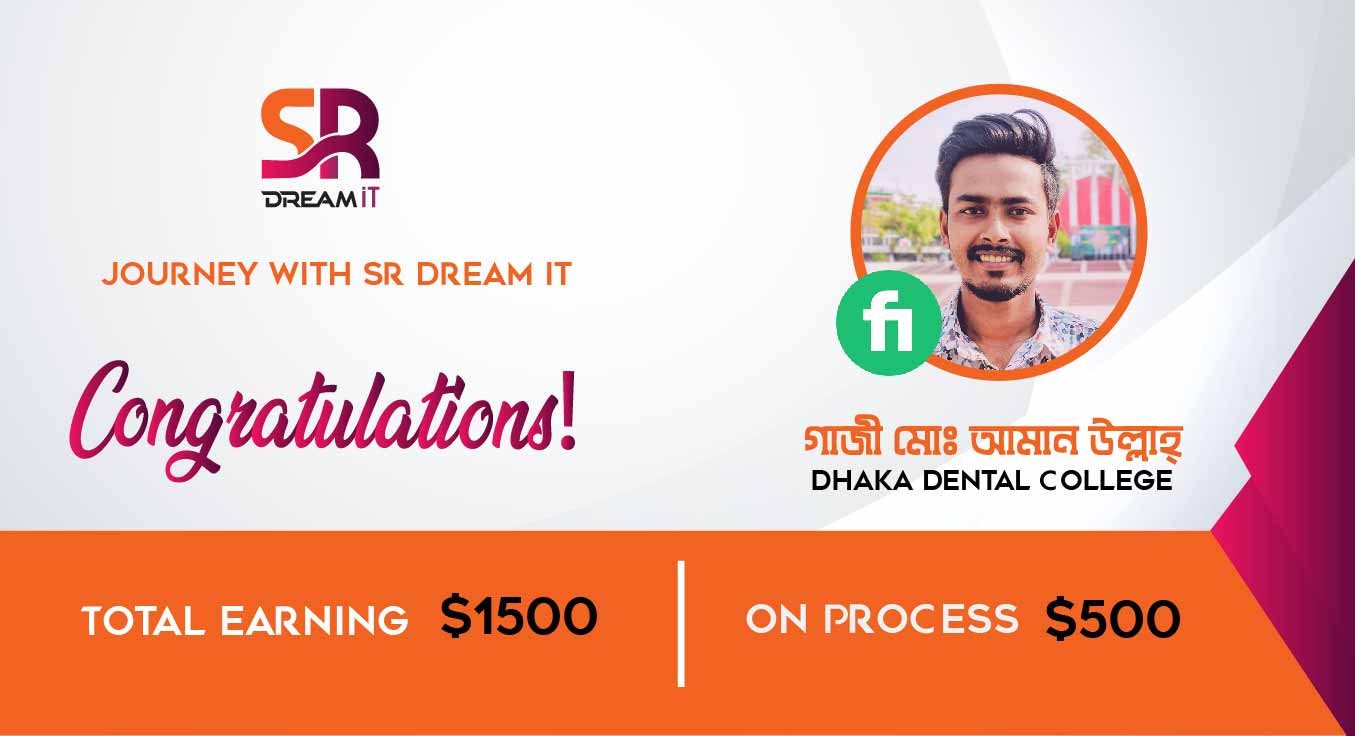 SR
DREAM iT
JOURNEY WITH SR DREAM IT
Congratulations!
fi
গাজী মোঃ আমান উল্লাহ্
DHAKA DENTAL COLLEGE
TOTAL EARNING $1500
ON PROCESS $500